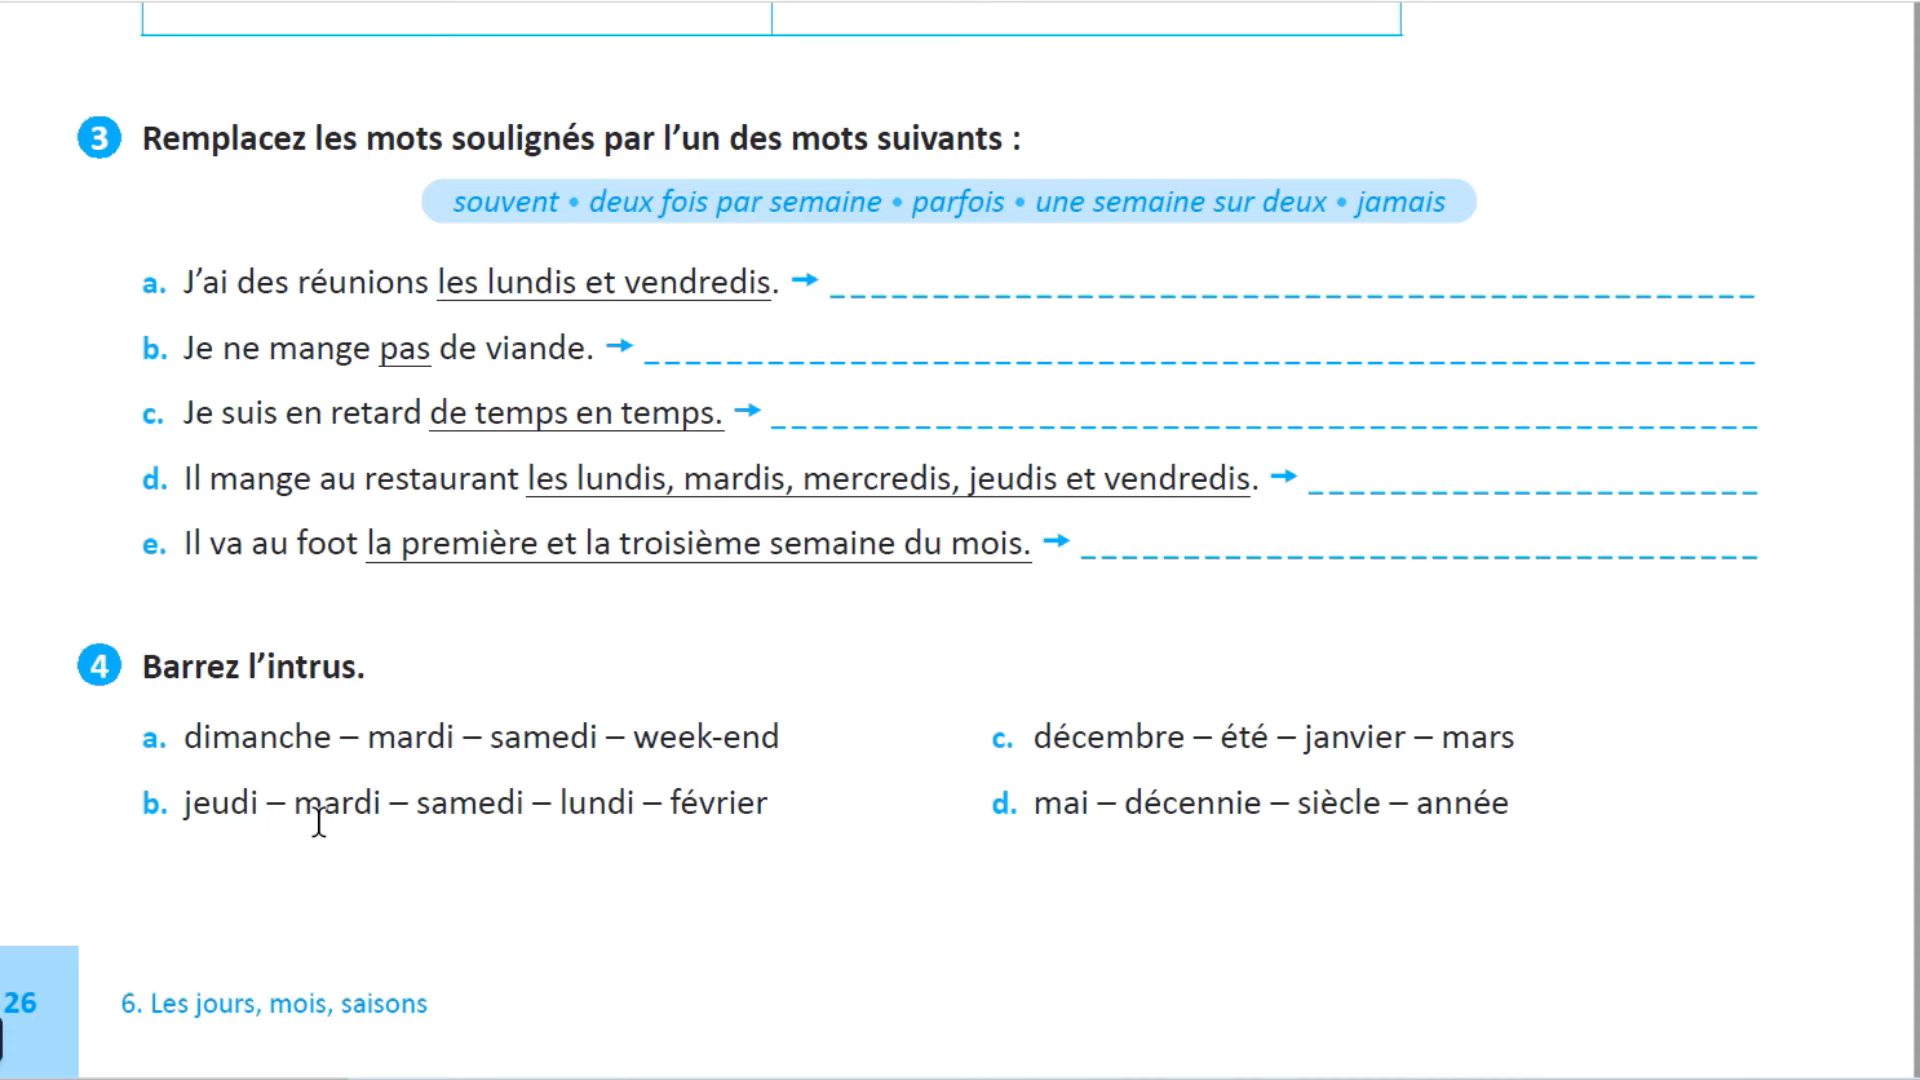 3 Remplacez les mots soulignés par l’un des mots suivants :
souvent • deux fois par semaine • parfois • une semaine sur deux • jamais
a. J’ai des réunions les lundis et vendredis. →
b. Je ne mange pas de viande. →
c. Je suis en retard de temps en temps. →
d. Il mange au restaurant les lundis, mardis, mercredis, jeudis et vendredis. →
e. Il va au foot la première et la troisième semaine du mois. →
4 Barrez l’intrus.
a. dimanche – mardi – samedi – week-end
b. jeudi – mardi – samedi – lundi – février
c. décembre – été – janvier – mars
d. mai – décennie – siècle – année
26 6. Les jours, mois, saisons